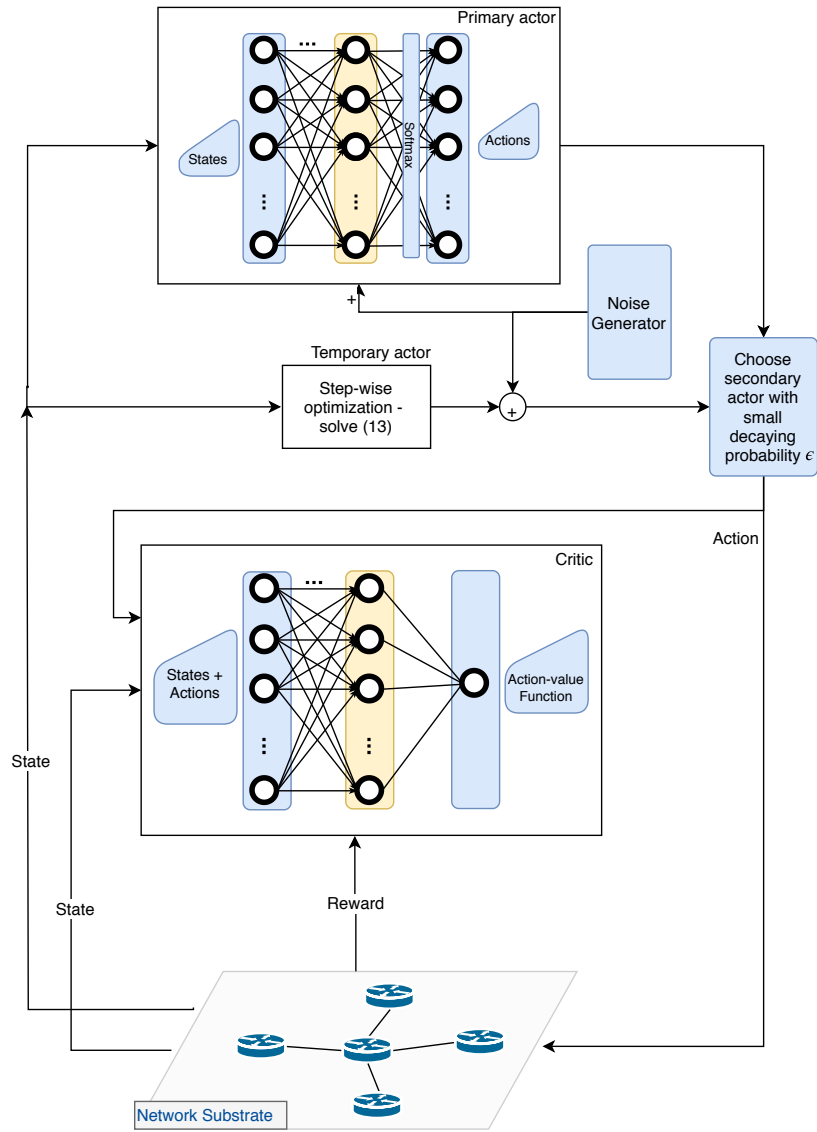 Primary actor
...
States
Softmax
Actions
...
...
...
+
Noise
Generator
Temporary actor
Step-wise
optimization -
solve (13)
+
Choose
secondary
actor with
small
decaying
probability ϵ
Action
Critic
...
States +
Actions
Action-value
Function
...
...
State
State
Reward
Network Substrate